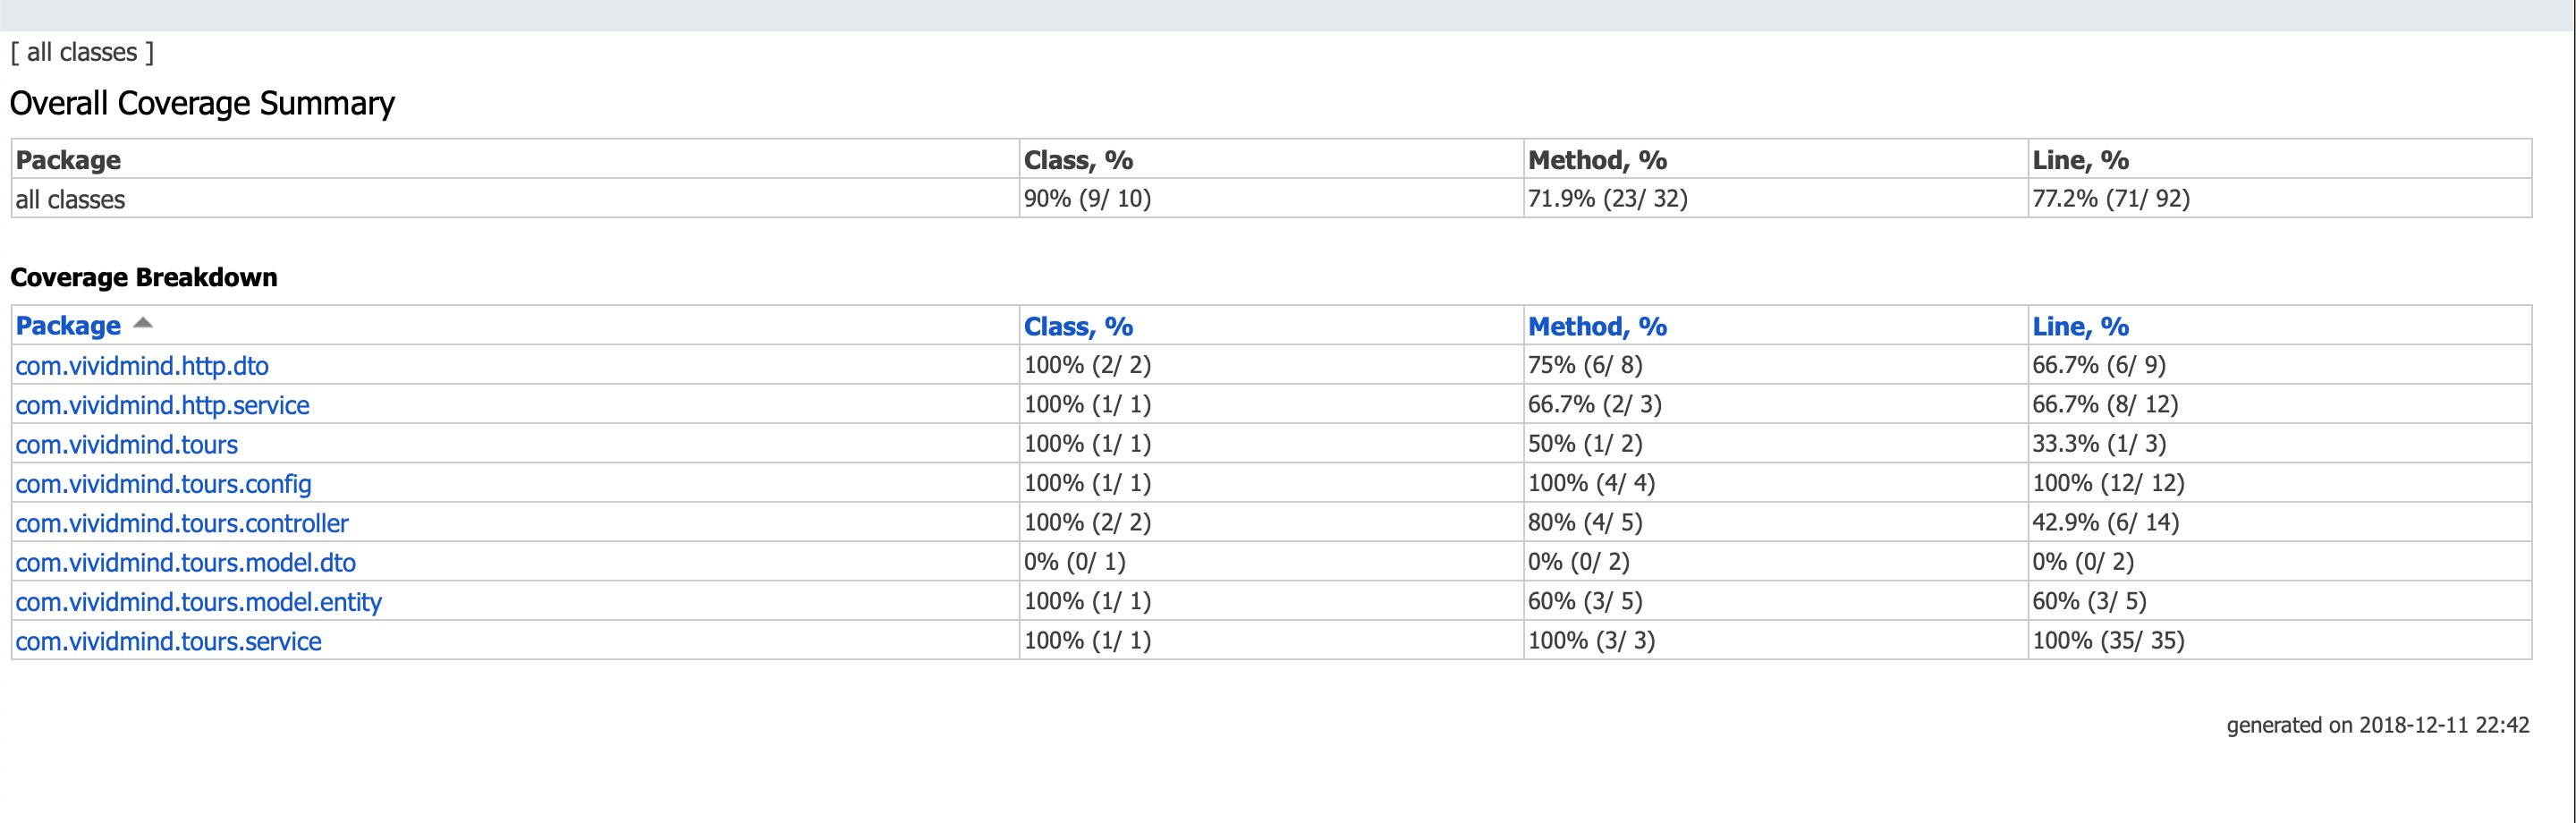 [ all classes ]
Overall Coverage Summary
Package Class, % Method, % Line, %
all classes 90% (9/ 10) 71.9% (23/ 32) 77.2% (71/ 92)
Coverage Breakdown
Package Class, % Method, % Line, %
com.vividmind.http.dto 100% (2/ 2) 75% (6/ 8) 66.7% (6/ 9)
com.vividmind.http.service 100% (1/ 1) 66.7% (2/ 3) 66.7% (8/ 12)
com.vividmind.tours 100% (1/ 1) 50% (1/ 2) 33.3% (1/ 3)
com.vividmind.tours.config 100% (1/ 1) 100% (4/ 4) 100% (12/ 12)
com.vividmind.tours.controller 100% (2/ 2) 80% (4/ 5) 42.9% (6/ 14)
com.vividmind.tours.model.dto 0% (0/ 1) 0% (0/ 2) 0% (0/ 2)
com.vividmind.tours.model.entity 100% (1/ 1) 60% (3/ 5) 60% (3/ 5)
com.vividmind.tours.service 100% (1/ 1) 100% (3/ 3) 100% (35/ 35)
generated on 2018-12-11 22:42